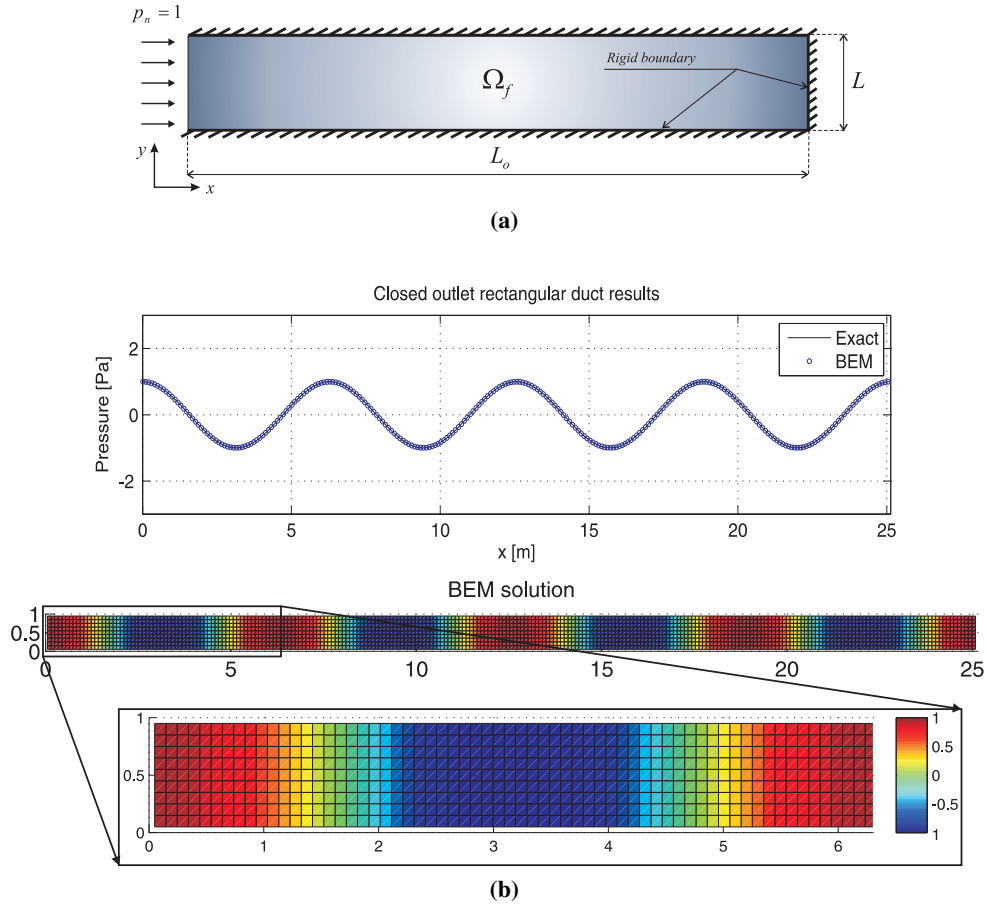 pₙ = 1
Rigid boundary
Ω_f
L
y
L_o
x
(a)
Closed outlet rectangular duct results
Exact
BEM
Pressure [Pa]
2
0
-2
0 5 10 15 20 25
x [m]
BEM solution
1
0.5
0
0 5 10 15 20 25
1
0.5
0
0 1 2 3 4 5 6
1
0.5
0
-0.5
1
(b)